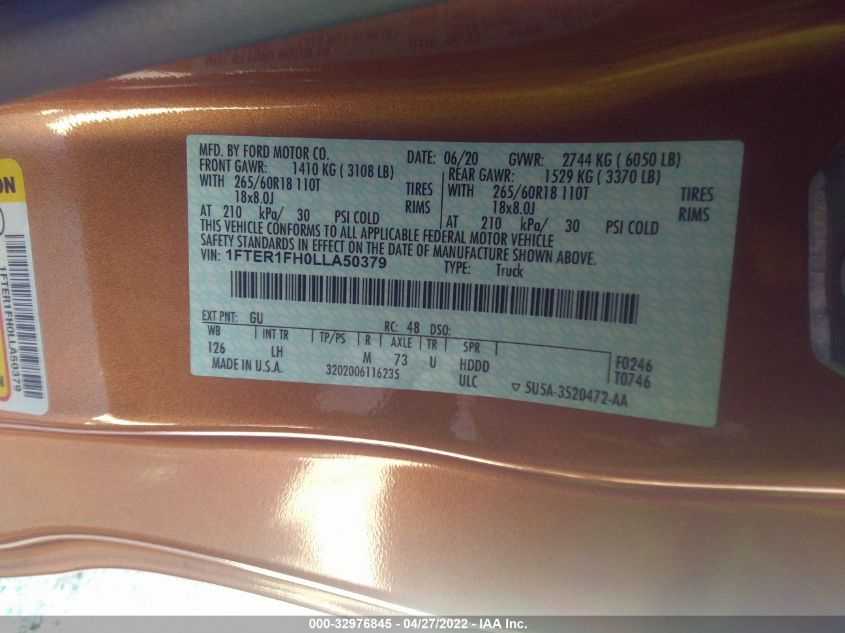 MFD. BY FORD MOTOR CO. DATE: 06/20 GVWR: 2744 KG ( 6050 LB)
FRONT GAWR: 1410 KG ( 3108 LB) REAR GAWR: 1529 KG ( 3370 LB)
WITH 265/60R18 110T TIRES WITH 265/60R18 110T TIRES
18x8.0J RIMS 18x8.0J RIMS
AT 210 kPa/ 30 PSI COLD AT 210 kPa/ 30 PSI COLD
THIS VEHICLE CONFORMS TO ALL APPLICABLE FEDERAL MOTOR VEHICLE
SAFETY STANDARDS IN EFFECT ON THE DATE OF MANUFACTURE SHOWN ABOVE.
VIN: 1FTER1FH0LLA50379 TYPE: Truck
EXT PNT: GU RC: 48 DSO:
WB INT TR TP/PS R AXLE TR SPR
126 LH M 73 U HDDD F0246
MADE IN U.S.A. 3202006116235 ULC T0746
5U5A-3520472-AA
ON
1FTER1FH0LLA50379
000-32976845 - 04/27/2022 - IAA Inc.